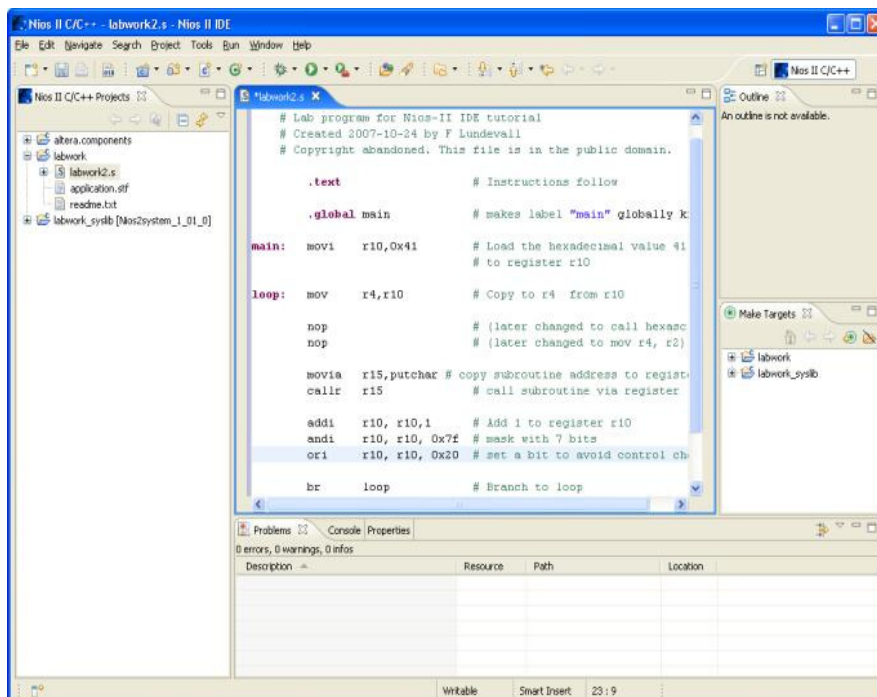 Nios II C/C++ - labwork2.s - Nios II IDE
File Edit Navigate Search Project Tools Run Window Help
Nios II C/C++
Nios II C/C++ Projects
altera.components
labwork
labwork2.s
application.stf
readme.txt
labwork_syslib [Nios2system_1_01_0]
*labwork2.s
# Lab program for Nios-II IDE tutorial
# Created 2007-10-24 by F Lundevall
# Copyright abandoned. This file is in the public domain.
.text # Instructions follow
.global main # makes label "main" globally k
main: movi r10,0x41 # Load the hexadecimal value 41
# to register r10
loop: mov r4,r10 # Copy to r4 from r10
nop # (later changed to call hexasc
nop # (later changed to mov r4, r2)
movia r15,putchar # copy subroutine address to regist
callr r15 # call subroutine via register
addi r10, r10,1 # Add 1 to register r10
andi r10, r10, 0x7f # mask with 7 bits
ori r10, r10, 0x20 # set a bit to avoid control ch
br loop # Branch to loop
Outline
An outline is not available.
Make Targets
labwork
labwork_syslib
Problems Console Properties
0 errors, 0 warnings, 0 infos
Description Resource Path Location
Writable Smart Insert 23 : 9